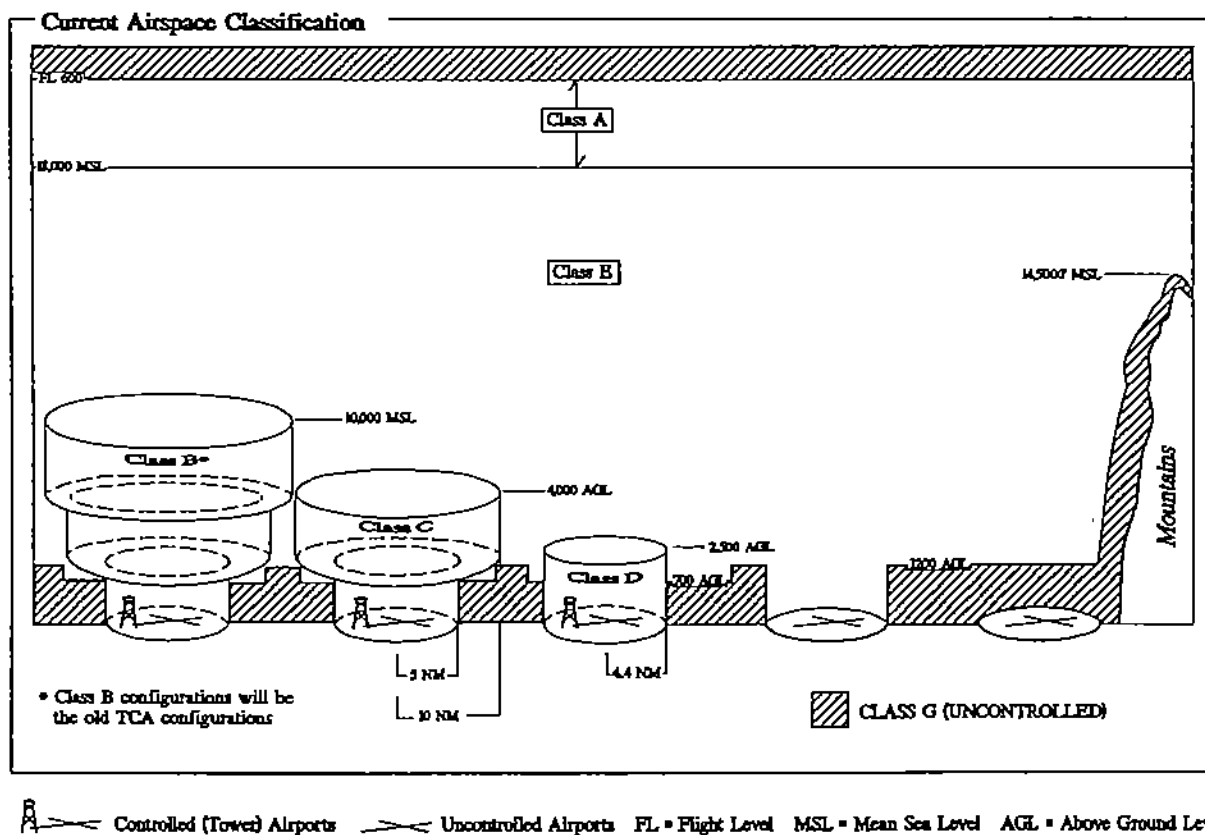 Current Airspace Classification
FL 600
Class A
18,000 MSL
Class E
14,500' MSL
10,000 MSL
Class B*
4,000 AGL
Class C
2,500 AGL
Class D
700 AGL
1200 AGL
Mountains
5 NM
4.4 NM
10 NM
* Class B configurations will be
the old TCA configurations
CLASS G (UNCONTROLLED)
Controlled (Tower) Airports
Uncontrolled Airports
FL = Flight Level
MSL = Mean Sea Level
AGL = Above Ground Lev